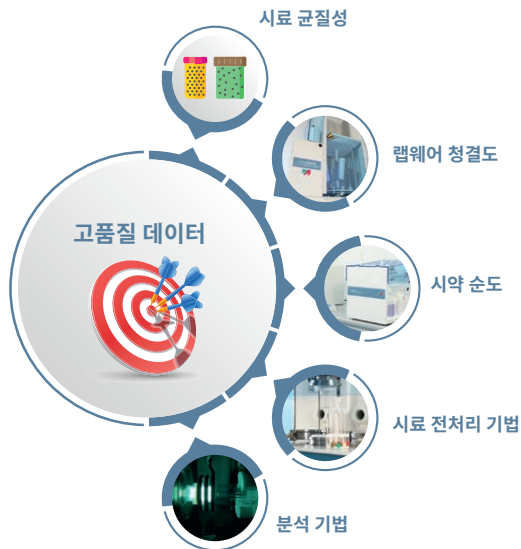 시료 균질성
랩웨어 청결도
고품질 데이터
시약 순도
시료 전처리 기법
분석 기법